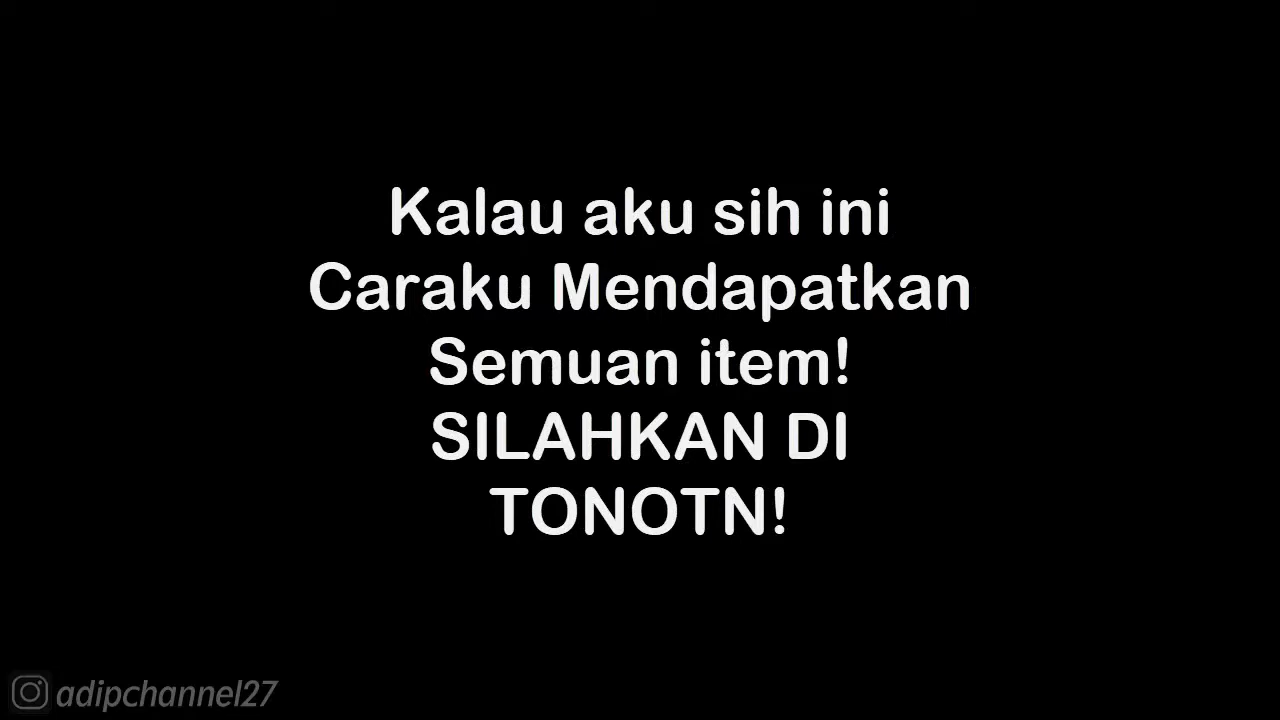 Kalau aku sih ini
Caraku Mendapatkan
Semuan item!
SILAHKAN DI
TONOTN!
adipchannel27